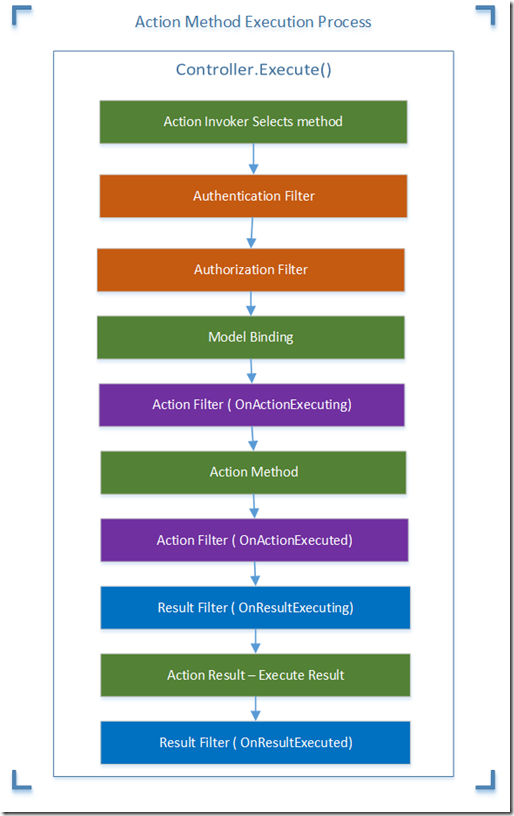 Action Method Execution Process
Controller.Execute()
Action Invoker Selects method
Authentication Filter
Authorization Filter
Model Binding
Action Filter ( OnActionExecuting)
Action Method
Action Filter ( OnActionExecuted)
Result Filter ( OnResultExecuting)
Action Result – Execute Result
Result Filter ( OnResultExecuted)